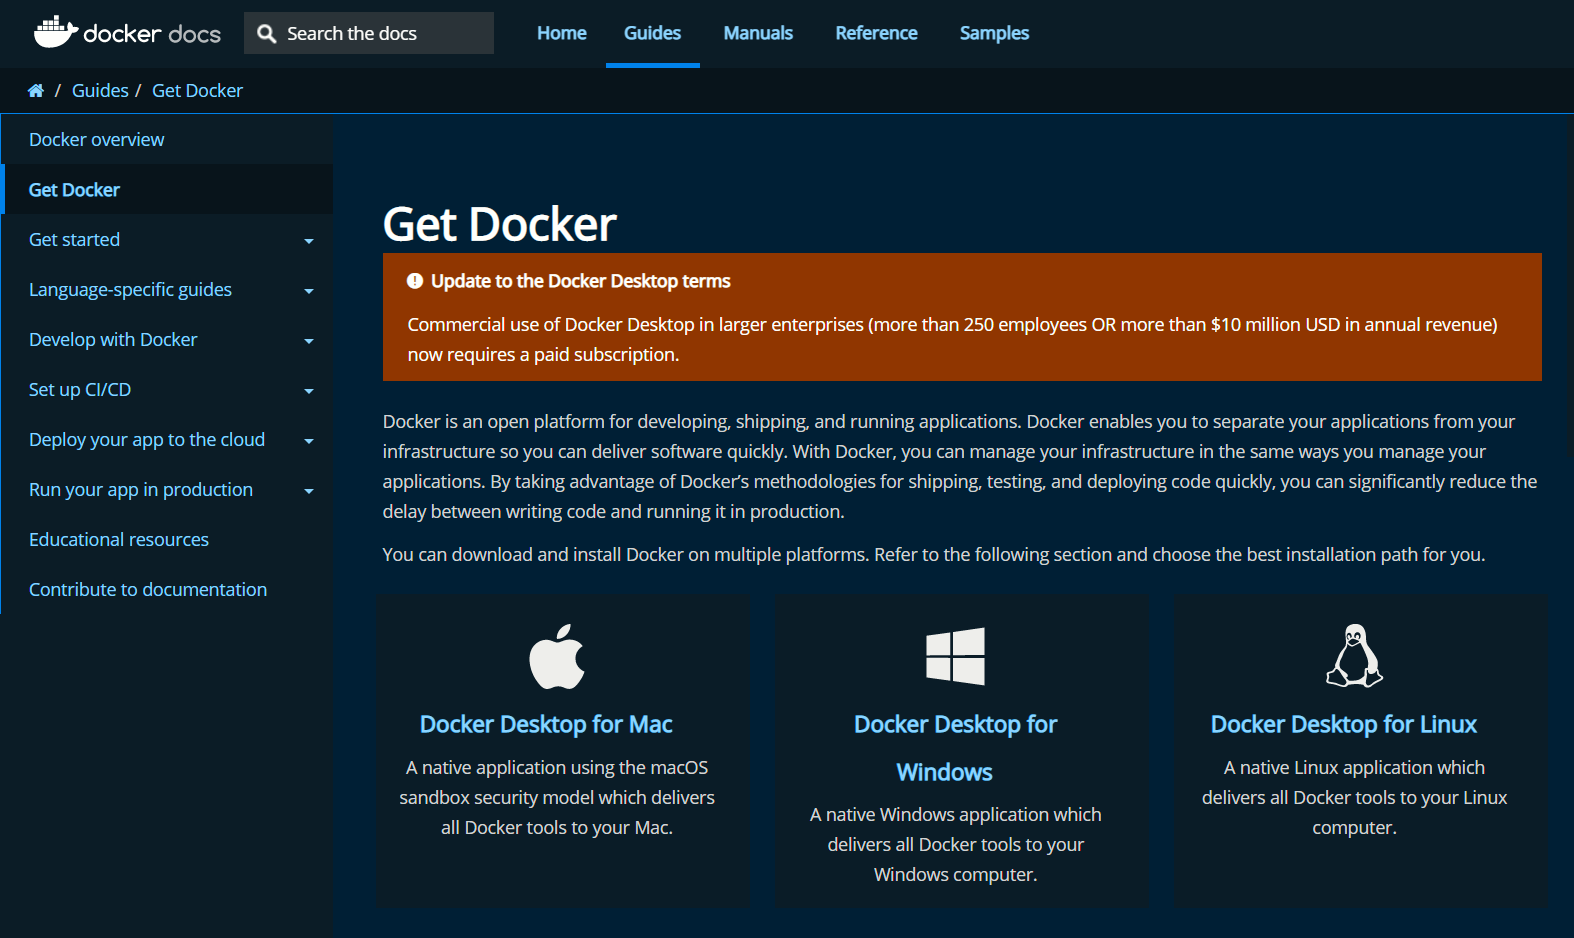 docker docs
Search the docs
Home
Guides
Manuals
Reference
Samples
/ Guides / Get Docker
Docker overview
Get Docker
Get started
Language-specific guides
Develop with Docker
Set up CI/CD
Deploy your app to the cloud
Run your app in production
Educational resources
Contribute to documentation
Get Docker
Update to the Docker Desktop terms
Commercial use of Docker Desktop in larger enterprises (more than 250 employees OR more than $10 million USD in annual revenue)
now requires a paid subscription.
Docker is an open platform for developing, shipping, and running applications. Docker enables you to separate your applications from your
infrastructure so you can deliver software quickly. With Docker, you can manage your infrastructure in the same ways you manage your
applications. By taking advantage of Docker’s methodologies for shipping, testing, and deploying code quickly, you can significantly reduce the
delay between writing code and running it in production.
You can download and install Docker on multiple platforms. Refer to the following section and choose the best installation path for you.
Docker Desktop for Mac
A native application using the macOS
sandbox security model which delivers
all Docker tools to your Mac.
Docker Desktop for
Windows
A native Windows application which
delivers all Docker tools to your
Windows computer.
Docker Desktop for Linux
A native Linux application which
delivers all Docker tools to your Linux
computer.